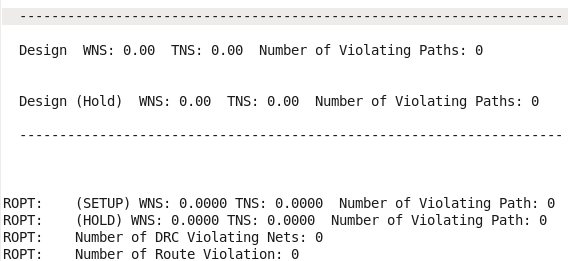 --------------------------------------------------------------------
Design  WNS: 0.00  TNS: 0.00  Number of Violating Paths: 0
Design (Hold)  WNS: 0.00  TNS: 0.00  Number of Violating Paths: 0
--------------------------------------------------------------------
ROPT:    (SETUP) WNS: 0.0000 TNS: 0.0000  Number of Violating Path: 0
ROPT:    (HOLD) WNS: 0.0000 TNS: 0.0000  Number of Violating Path: 0
ROPT:    Number of DRC Violating Nets: 0
ROPT:    Number of Route Violation: 0